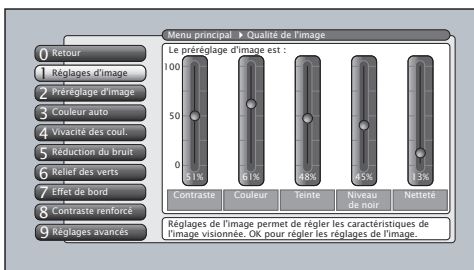 Menu principal Qualité de l'image
0 Retour
1 Réglages d'image
2 Préréglage d'image
3 Couleur auto
4 Vivacité des coul.
5 Réduction du bruit
6 Relief des verts
7 Effet de bord
8 Contraste renforcé
9 Réglages avancés
Le préréglage d'image est :
100
50
0
51% 61% 48% 45% 13%
Contraste Couleur Teinte Niveau de noir Netteté
Réglages de l'image permet de régler les caractéristiques de
l'image visionnée. OK pour régler les réglages de l'image.